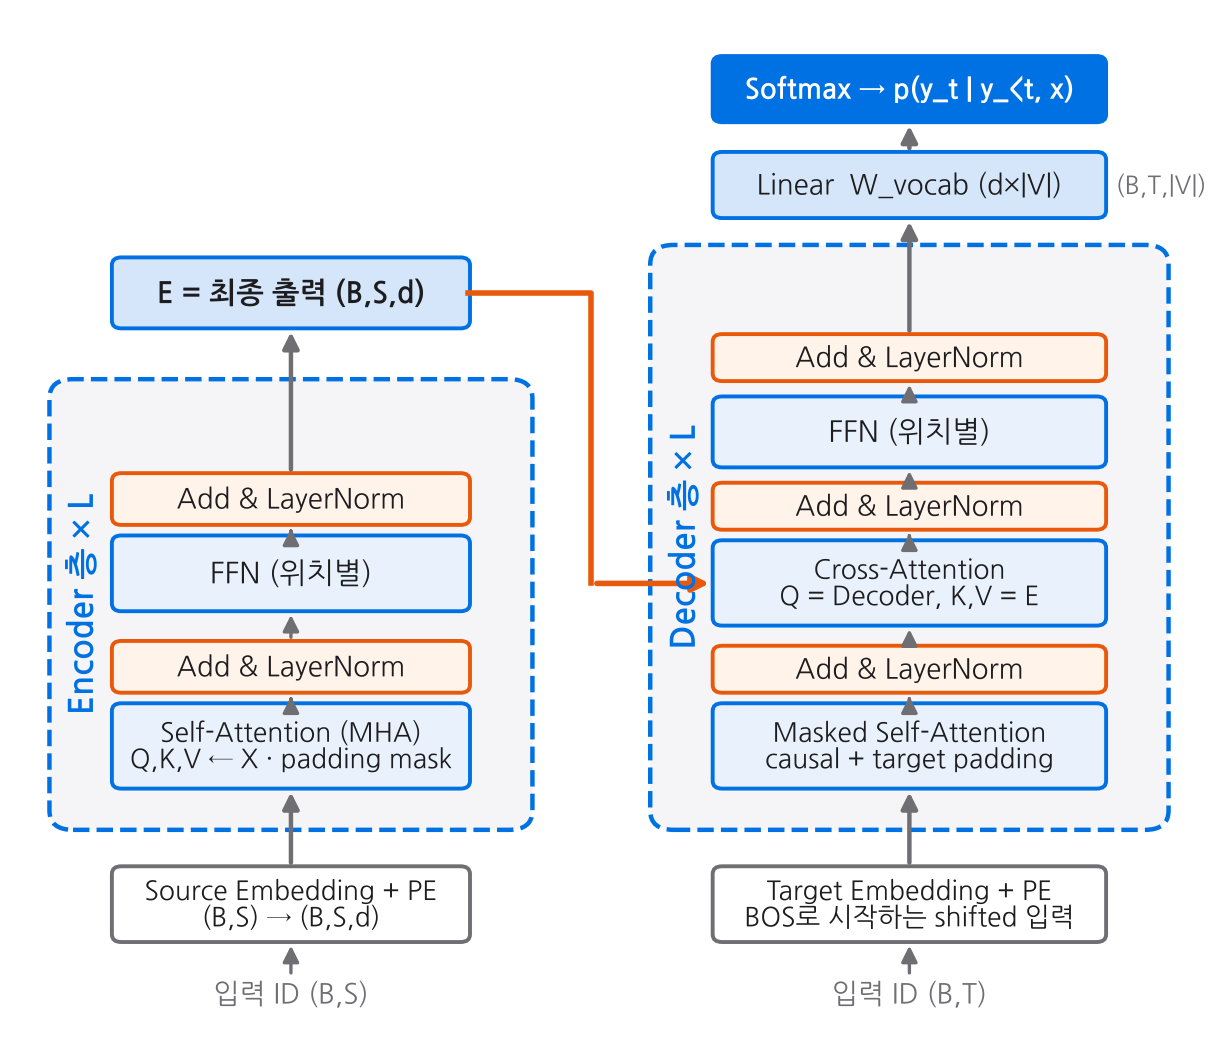 Softmax → p(y_t | y_<t, x)
Linear  W_vocab (d×|V|)
(B,T,|V|)
E = 최종 출력 (B,S,d)
Encoder 층 × L
Add & LayerNorm
FFN (위치별)
Add & LayerNorm
Self-Attention (MHA)
Q,K,V ← X · padding mask
Source Embedding + PE
(B,S) → (B,S,d)
입력 ID (B,S)
Decoder 층 × L
Add & LayerNorm
FFN (위치별)
Add & LayerNorm
Cross-Attention
Q = Decoder, K,V = E
Add & LayerNorm
Masked Self-Attention
causal + target padding
Target Embedding + PE
BOS로 시작하는 shifted 입력
입력 ID (B,T)